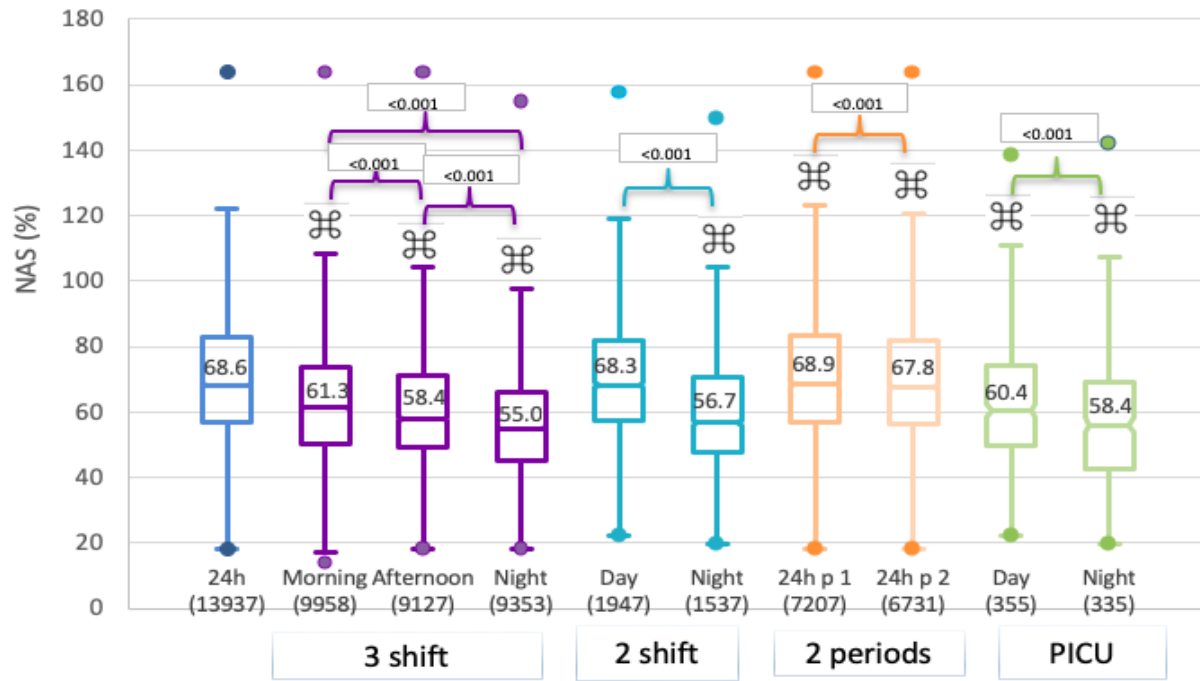 180
160
140
120
100
80
60
40
20
0
NAS (%)
<0.001
<0.001
<0.001
<0.001
<0.001
<0.001
⌘ ⌘ ⌘ ⌘ ⌘ ⌘ ⌘ ⌘
68.6 61.3 58.4 55.0 68.3 56.7 68.9 67.8 60.4 58.4
24h Morning Afternoon Night Day Night 24h p 1 24h p 2 Day Night
(13937) (9958) (9127) (9353) (1947) (1537) (7207) (6731) (355) (335)
3 shift 2 shift 2 periods PICU